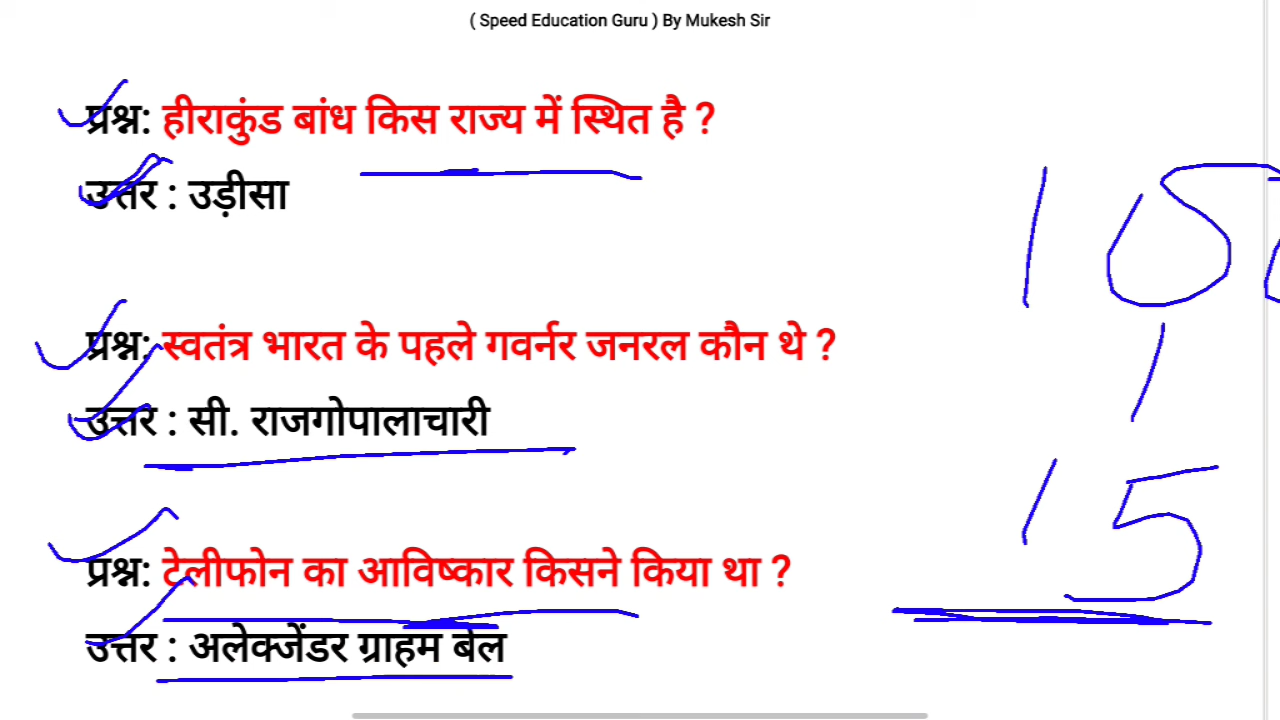 ( Speed Education Guru ) By Mukesh Sir
प्रश्न: हीराकुंड बांध किस राज्य में स्थित है ?
उत्तर : उड़ीसा
प्रश्न: स्वतंत्र भारत के पहले गवर्नर जनरल कौन थे ?
उत्तर : सी. राजगोपालाचारी
प्रश्न: टेलीफोन का आविष्कार किसने किया था ?
उत्तर : अलेक्जेंडर ग्राहम बेल
15